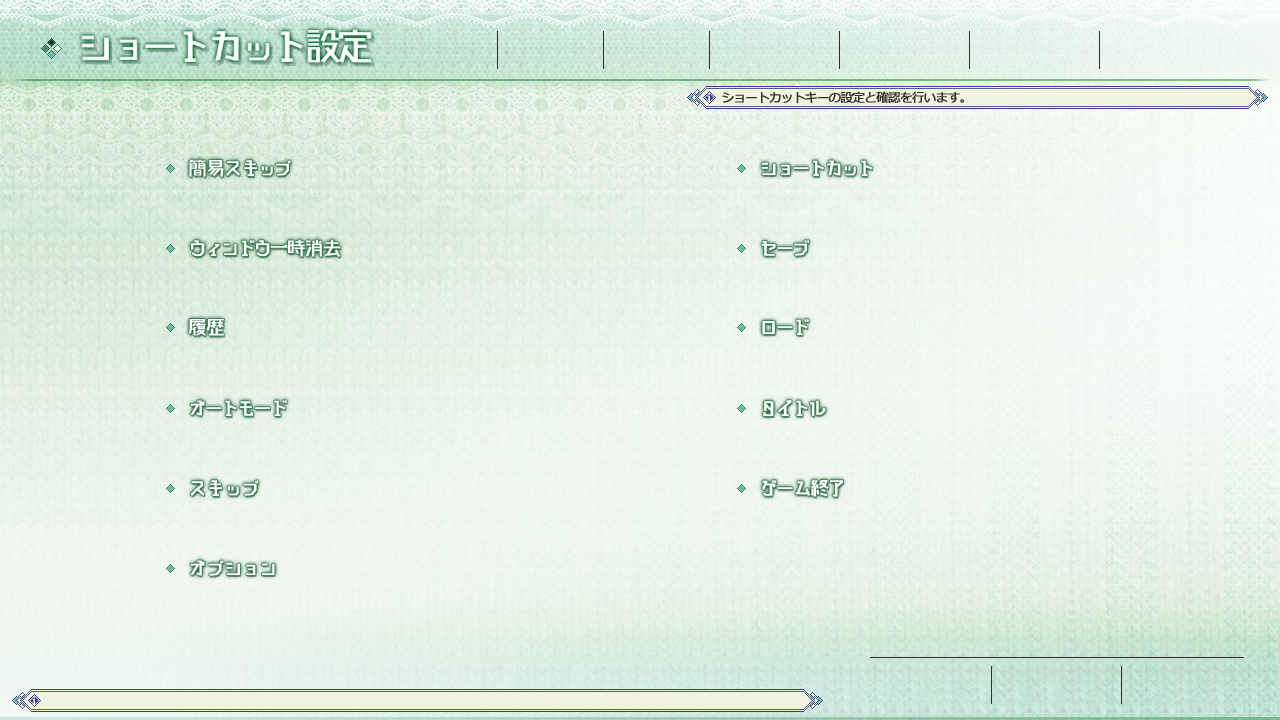 ショートカット設定
ショートカットキーの設定と確認を行います。
簡易スキップ
ウィンドウ一時消去
履歴
オートモード
スキップ
オプション
ショートカット
セーブ
ロード
タイトル
ゲーム終了